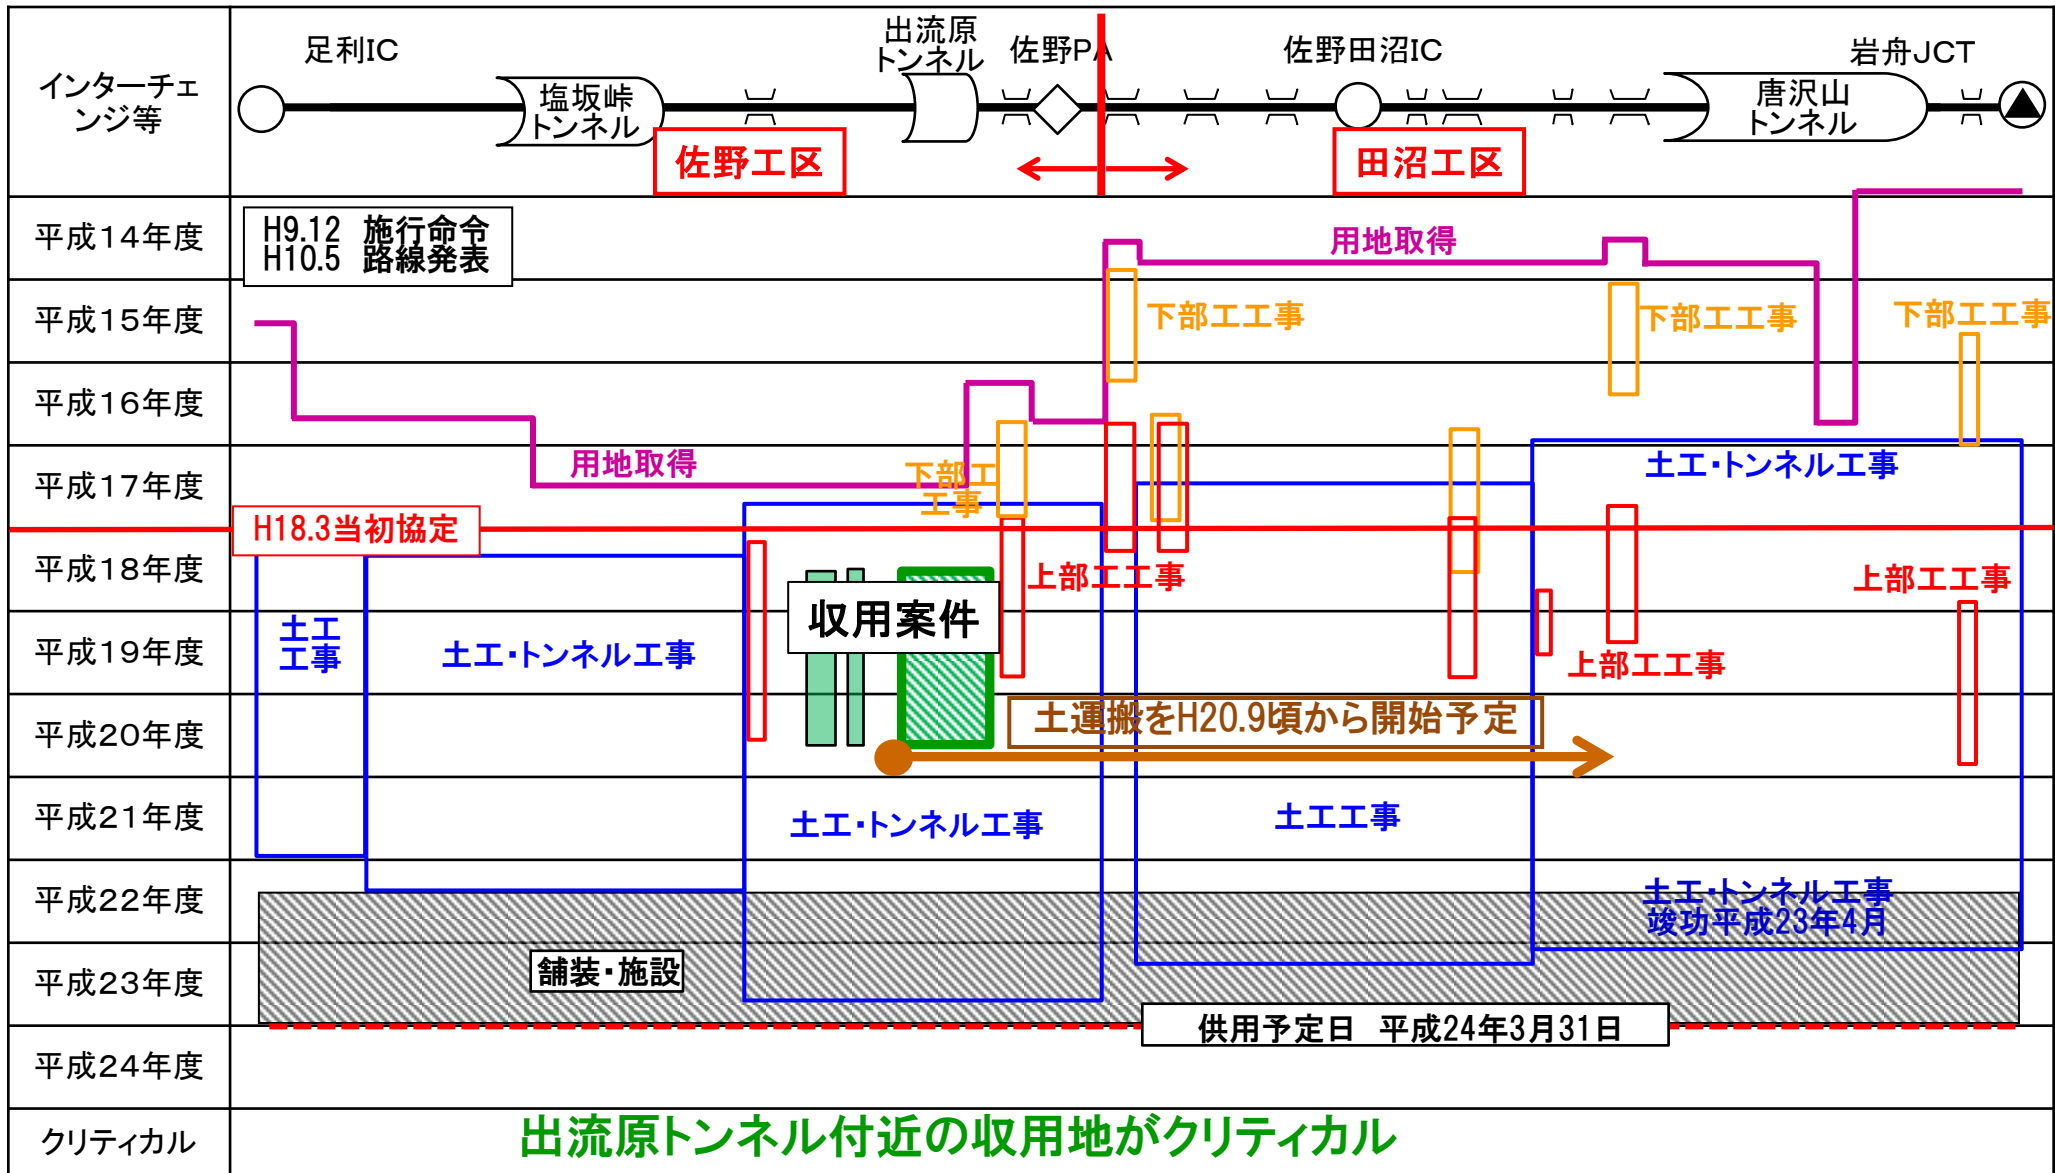 インターチェ
ンジ等
足利IC
塩坂峠
トンネル
出流原
トンネル
佐野PA
佐野田沼IC
唐沢山
トンネル
岩舟JCT
佐野工区
田沼工区
平成14年度
H9.12 施行命令
H10.5 路線発表
用地取得
平成15年度
下部工工事
下部工工事
下部工工事
平成16年度
平成17年度
用地取得
下部工
工事
土工・トンネル工事
H18.3当初協定
平成18年度
上部工工事
上部工工事
収用案件
平成19年度
土工
工事
土工・トンネル工事
上部工工事
平成20年度
土運搬をH20.9頃から開始予定
平成21年度
土工・トンネル工事
土工工事
平成22年度
土工・トンネル工事
竣功平成23年4月
平成23年度
舗装・施設
供用予定日 平成24年3月31日
平成24年度
クリティカル
出流原トンネル付近の収用地がクリティカル